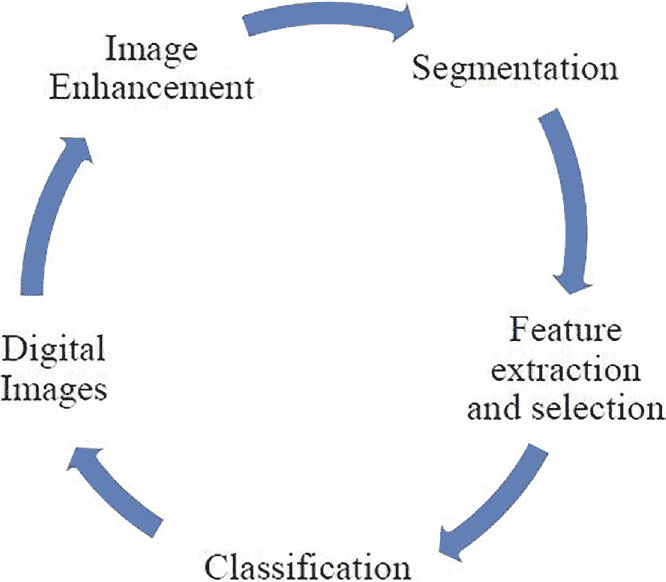 Image
Enhancement
Segmentation
Feature
extraction
and selection
Classification
Digital
Images